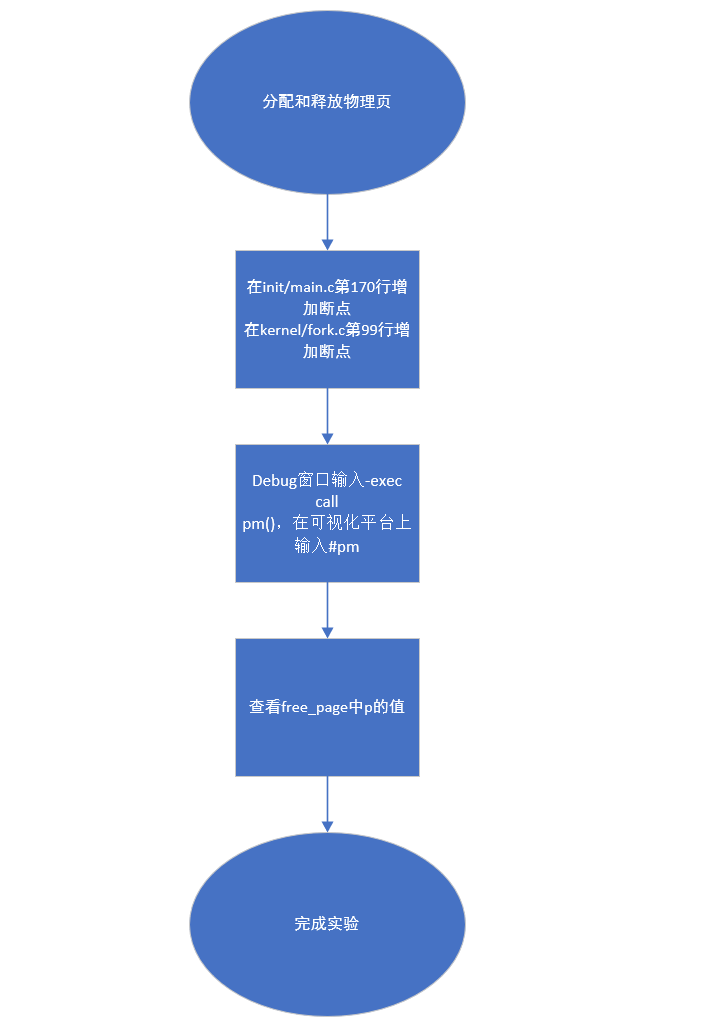 分配和释放物理页
在init/main.c第170行增
加断点
在kernel/fork.c第99行增
加断点
Debug窗口输入-exec
call
pm()，在可视化平台上
输入#pm
查看free_page中p的值
完成实验